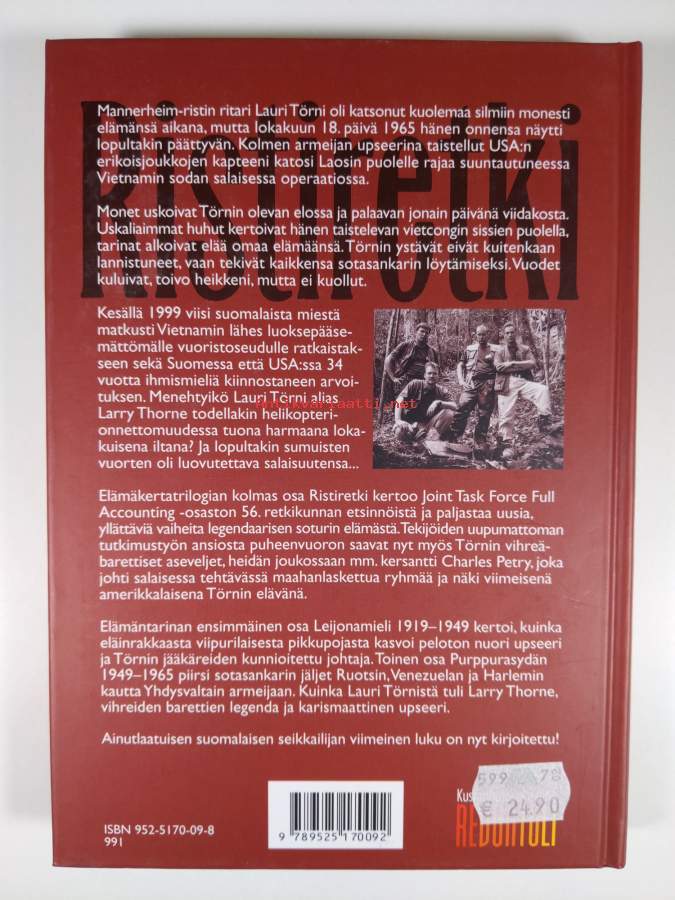 Ristiretki
Mannerheim-ristin ritari Lauri Törni oli katsonut kuolemaa silmiin monesti
elämänsä aikana, mutta lokakuun 18. päivä 1965 hänen onnensa näytti
lopultakin päättyvän. Kolmen armeijan upseerina taistellut USA:n
erikoisjoukkojen kapteeni katosi Laosin puolelle rajaa suuntautuneessa
Vietnamin sodan salaisessa operaatiossa.
Monet uskoivat Törnin olevan elossa ja palaavan jonain päivänä viidakosta.
Uskaliaimmat huhut kertoivat hänen taistelevan vietcongin sissien puolella,
tarinat alkoivat elää omaa elämäänsä. Törnin ystävät eivät kuitenkaan
lannistuneet, vaan tekivät kaikkensa sotasankarin löytämiseksi. Vuodet
kuluivat, toivo heikkeni, mutta ei kuollut.
Kesällä 1999 viisi suomalaista miestä
matkusti Vietnamin lähes luoksepääse-
mättömälle vuoristoseudulle ratkaistak-
seen sekä Suomessa että USA:ssa 34
vuotta ihmismieliä kiinnostaneen arvoi-
tuksen. Menehtyikö Lauri Törni alias
Larry Thorne todellakin helikopteri-
onnettomuudessa tuona harmaana loka-
kuisena iltana? Ja lopultakin sumuisten
vuorten oli luovutettava salaisuutensa...
Antikvariaatti.net
Elämäkertatrilogian kolmas osa Ristiretki kertoo Joint Task Force Full
Accounting -osaston 56. retkikunnan etsinnöistä ja paljastaa uusia,
yllättäviä vaiheita legendaarisen soturin elämästä. Tekijöiden uupumattoman
tutkimustyön ansiosta puheenvuoron saavat nyt myös Törnin vihreä-
barettiset aseveljet, heidän joukossaan mm. kersantti Charles Petry, joka
johti salaisessa tehtävässä maahanlaskettua ryhmää ja näki viimeisenä
amerikkalaisena Törnin elävänä.
Elämäntarinan ensimmäinen osa Leijonamieli 1919–1949 kertoi, kuinka
eläinrakkaasta viipurilaisesta pikkupojasta kasvoi peloton nuori upseeri
ja Törnin jääkäreiden kunnioitettu johtaja. Toinen osa Purppurasydän
1949–1965 piirsi sotasankarin jäljet Ruotsin, Venezuelan ja Harlemin
kautta Yhdysvaltain armeijaan. Kuinka Lauri Törnistä tuli Larry Thorne,
vihreiden barettien legenda ja karismaattinen upseeri.
Ainutlaatuisen suomalaisen seikkailijan viimeinen luku on nyt kirjoitettu!
€ 24.90
Kus
REVONTULI
ISBN 952-5170-09-8
991
9 789525 170092